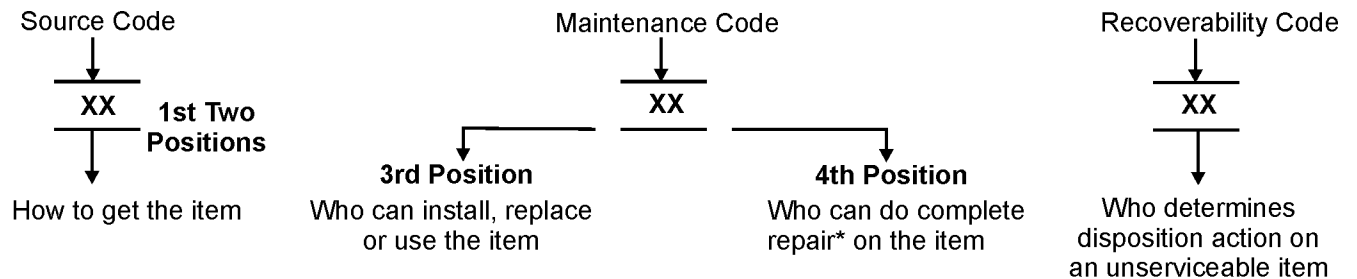 Source Code
XX
1st Two
Positions
How to get the item
Maintenance Code
XX
3rd Position
Who can install, replace
or use the item
4th Position
Who can do complete
repair* on the item
Recoverability Code
XX
Who determines
disposition action on
an unserviceable item